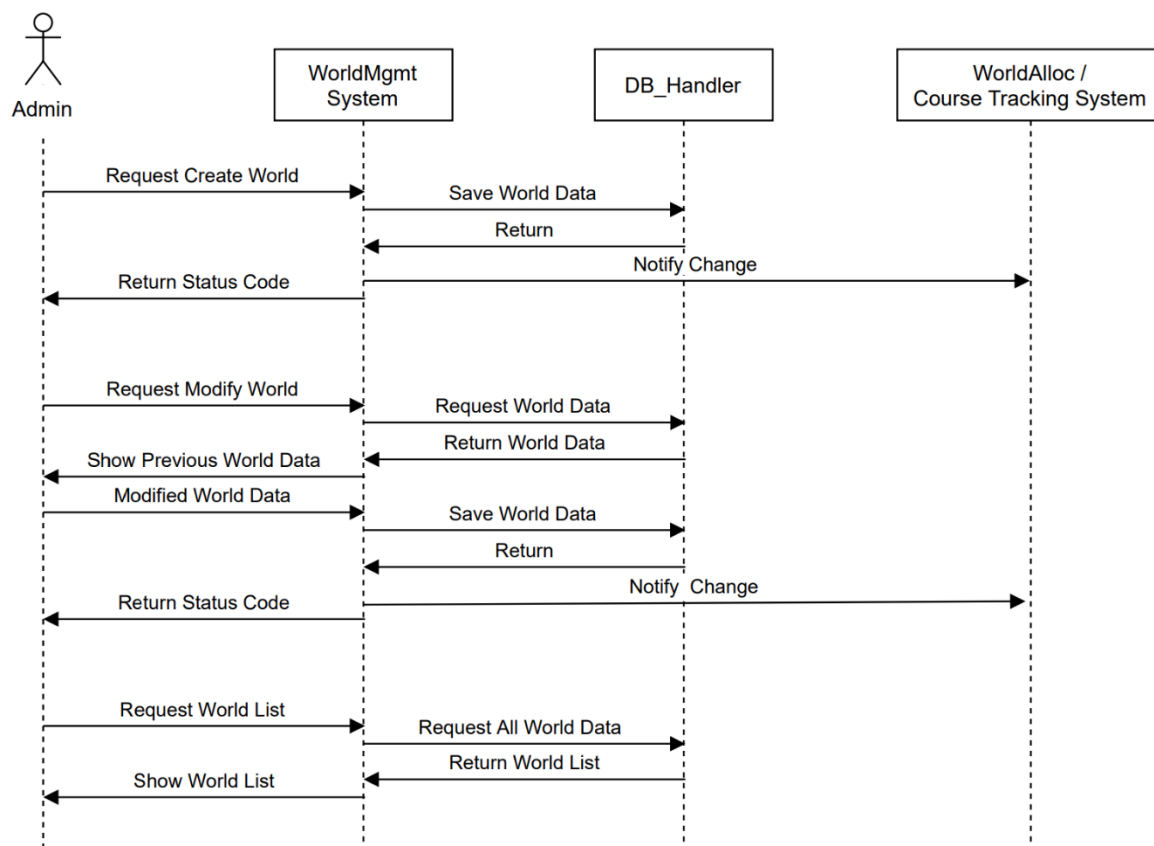 Admin
WorldMgmt
System
DB_Handler
WorldAlloc /
Course Tracking System
Request Create World
Save World Data
Return
Notify Change
Return Status Code
Request Modify World
Request World Data
Return World Data
Show Previous World Data
Modified World Data
Save World Data
Return
Notify  Change
Return Status Code
Request World List
Request All World Data
Return World List
Show World List